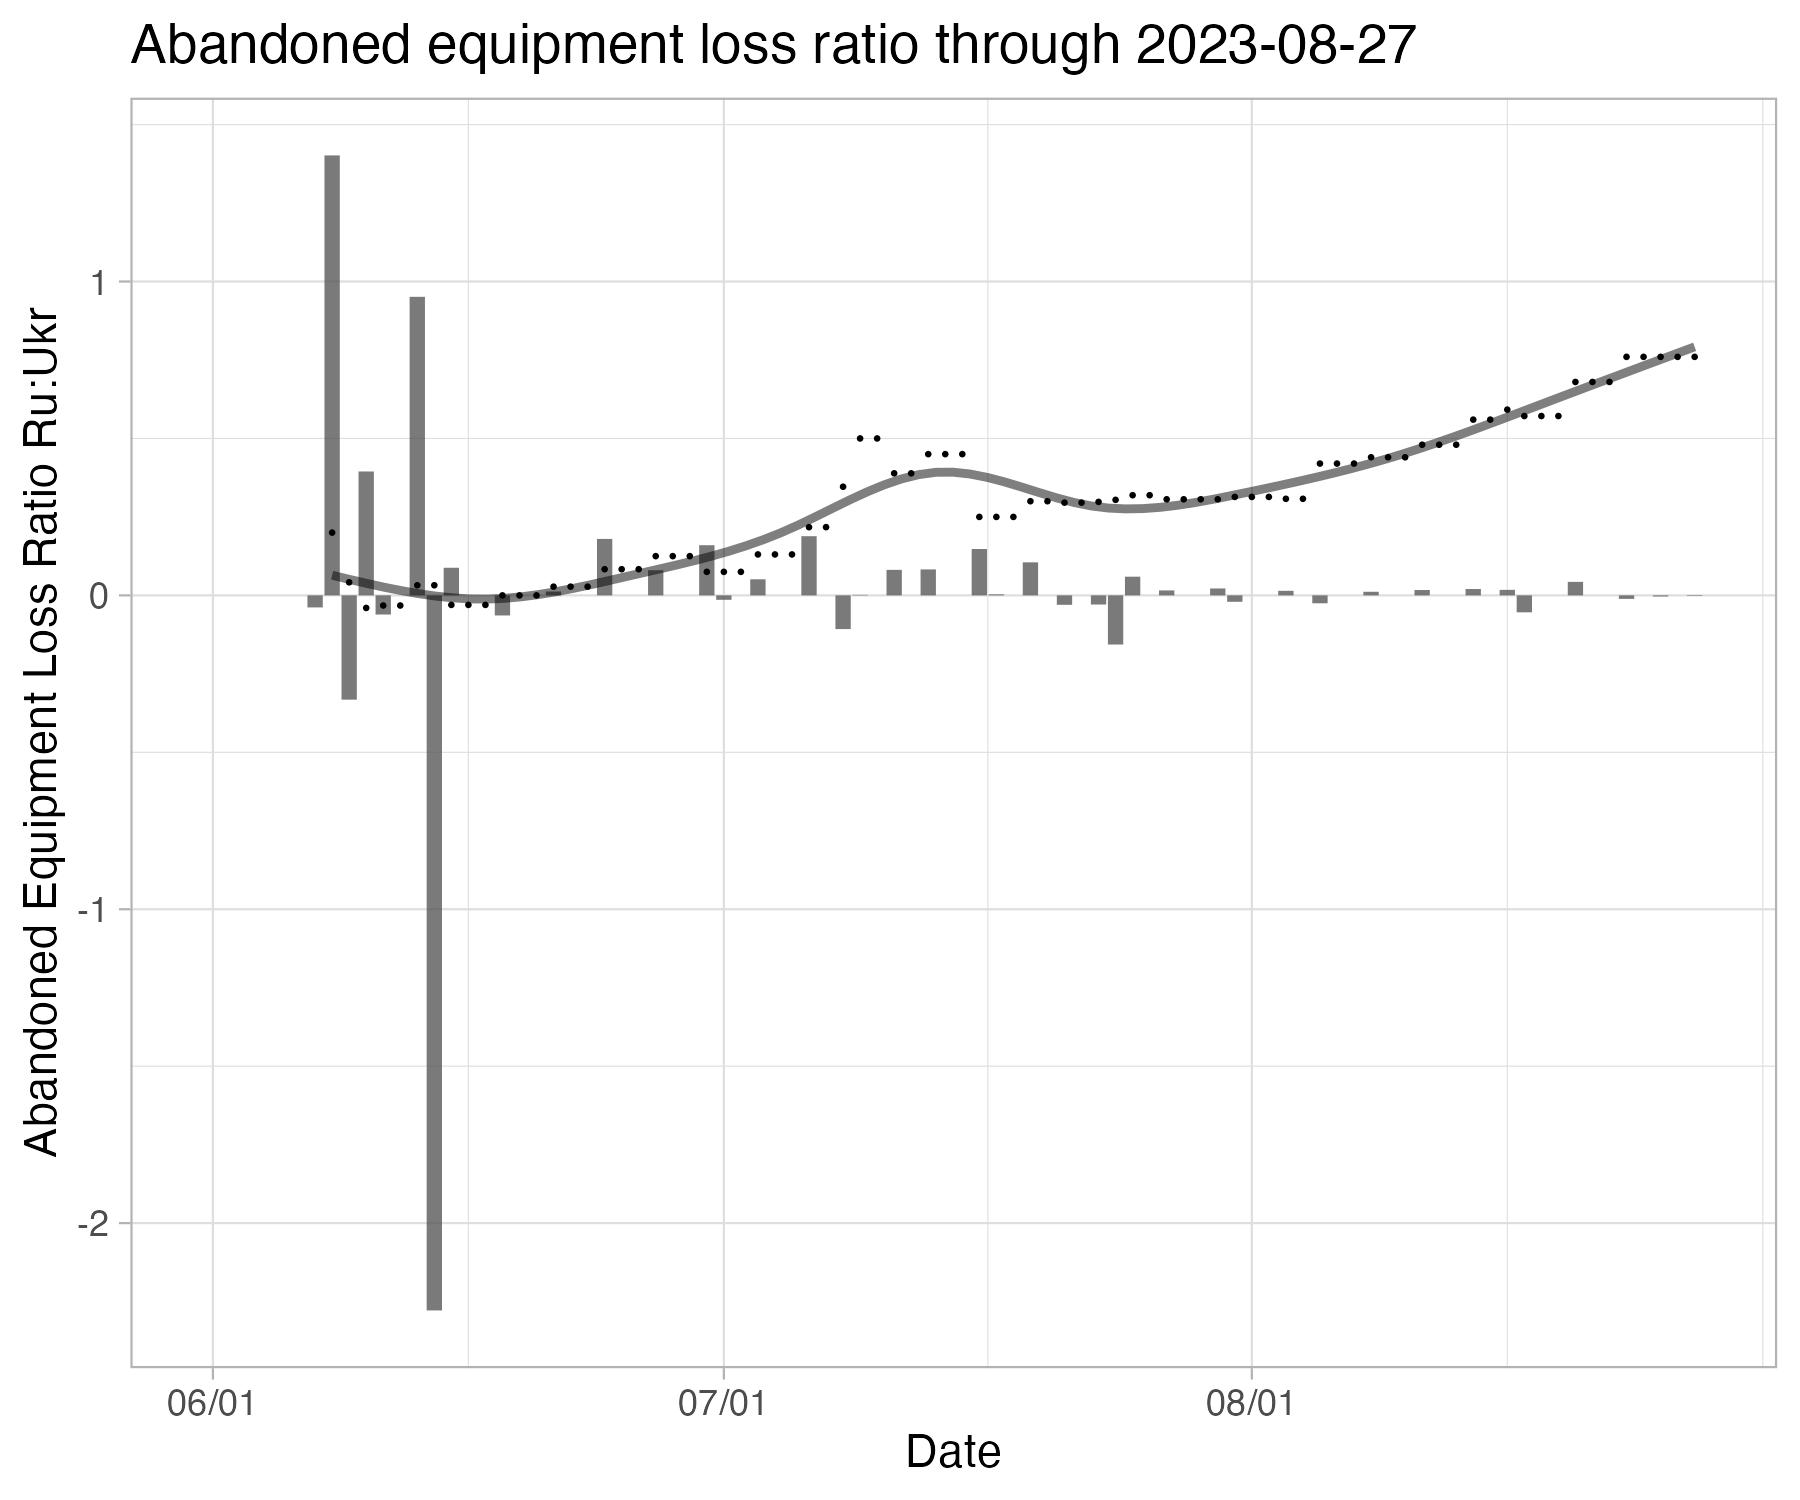 Abandoned equipment loss ratio through 2023-08-27
Abandoned Equipment Loss Ratio Ru:Ukr
1
0
-1
-2
06/01
07/01
08/01
Date